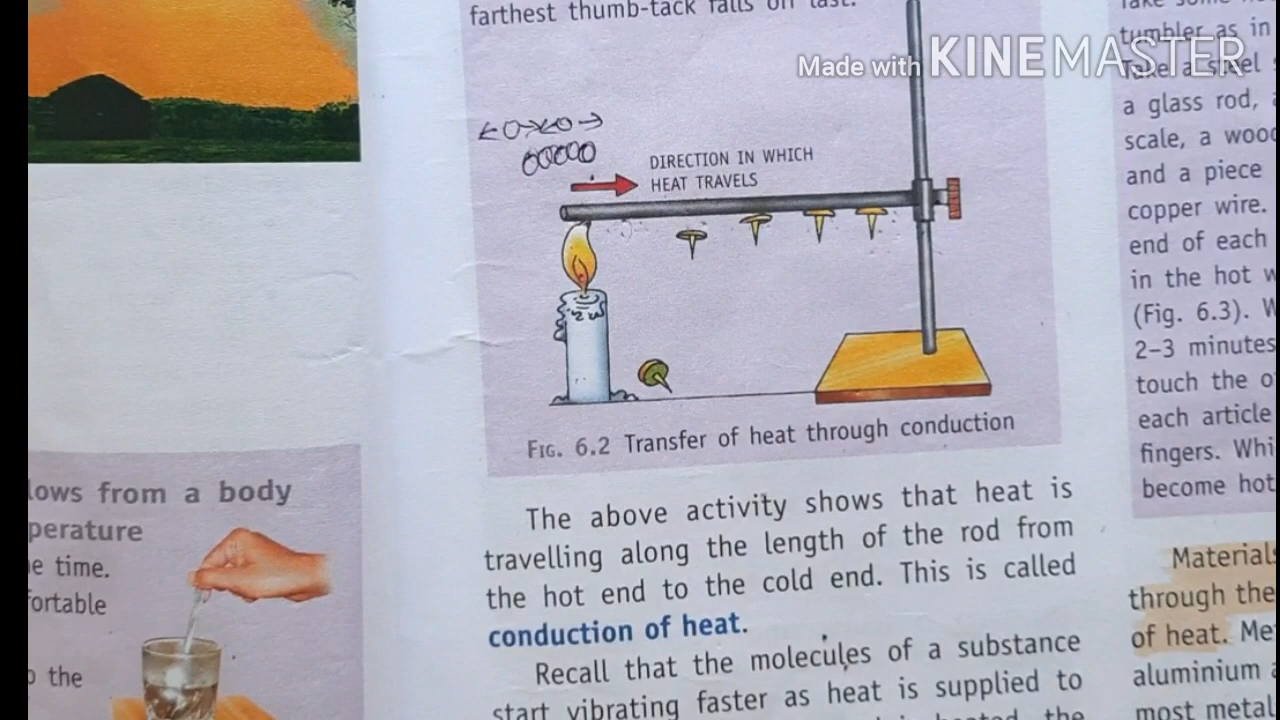 farthest thumb-tack falls off last.
Made with KINEMASTER
DIRECTION IN WHICH
HEAT TRAVELS
FIG. 6.2 Transfer of heat through conduction
The above activity shows that heat is
travelling along the length of the rod from
the hot end to the cold end. This is called
conduction of heat.
Recall that the molecules of a substance
start vibrating faster as heat is supplied to
lows from a body
perature
e time.
fortable
o the
tumbler as in
Take a steel
a glass rod,
scale, a wood
and a piece
copper wire.
end of each
in the hot w
(Fig. 6.3). W
2–3 minutes
touch the o
each article
fingers. Whi
become hot
Materials
through the
of heat. Me
aluminium a
most metal